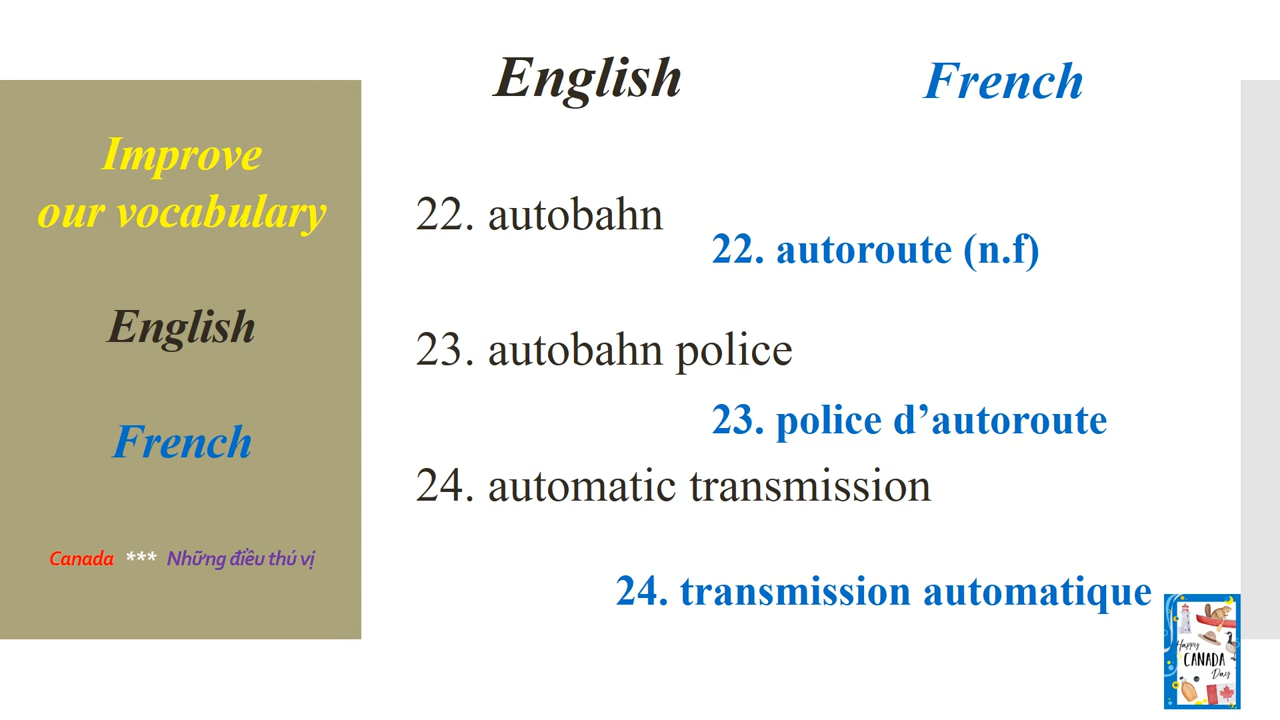 English
French
Improve
our vocabulary
English
French
Canada *** Những điều thú vị
22. autobahn
22. autoroute (n.f)
23. autobahn police
23. police d’autoroute
24. automatic transmission
24. transmission automatique
Happy
CANADA
Day